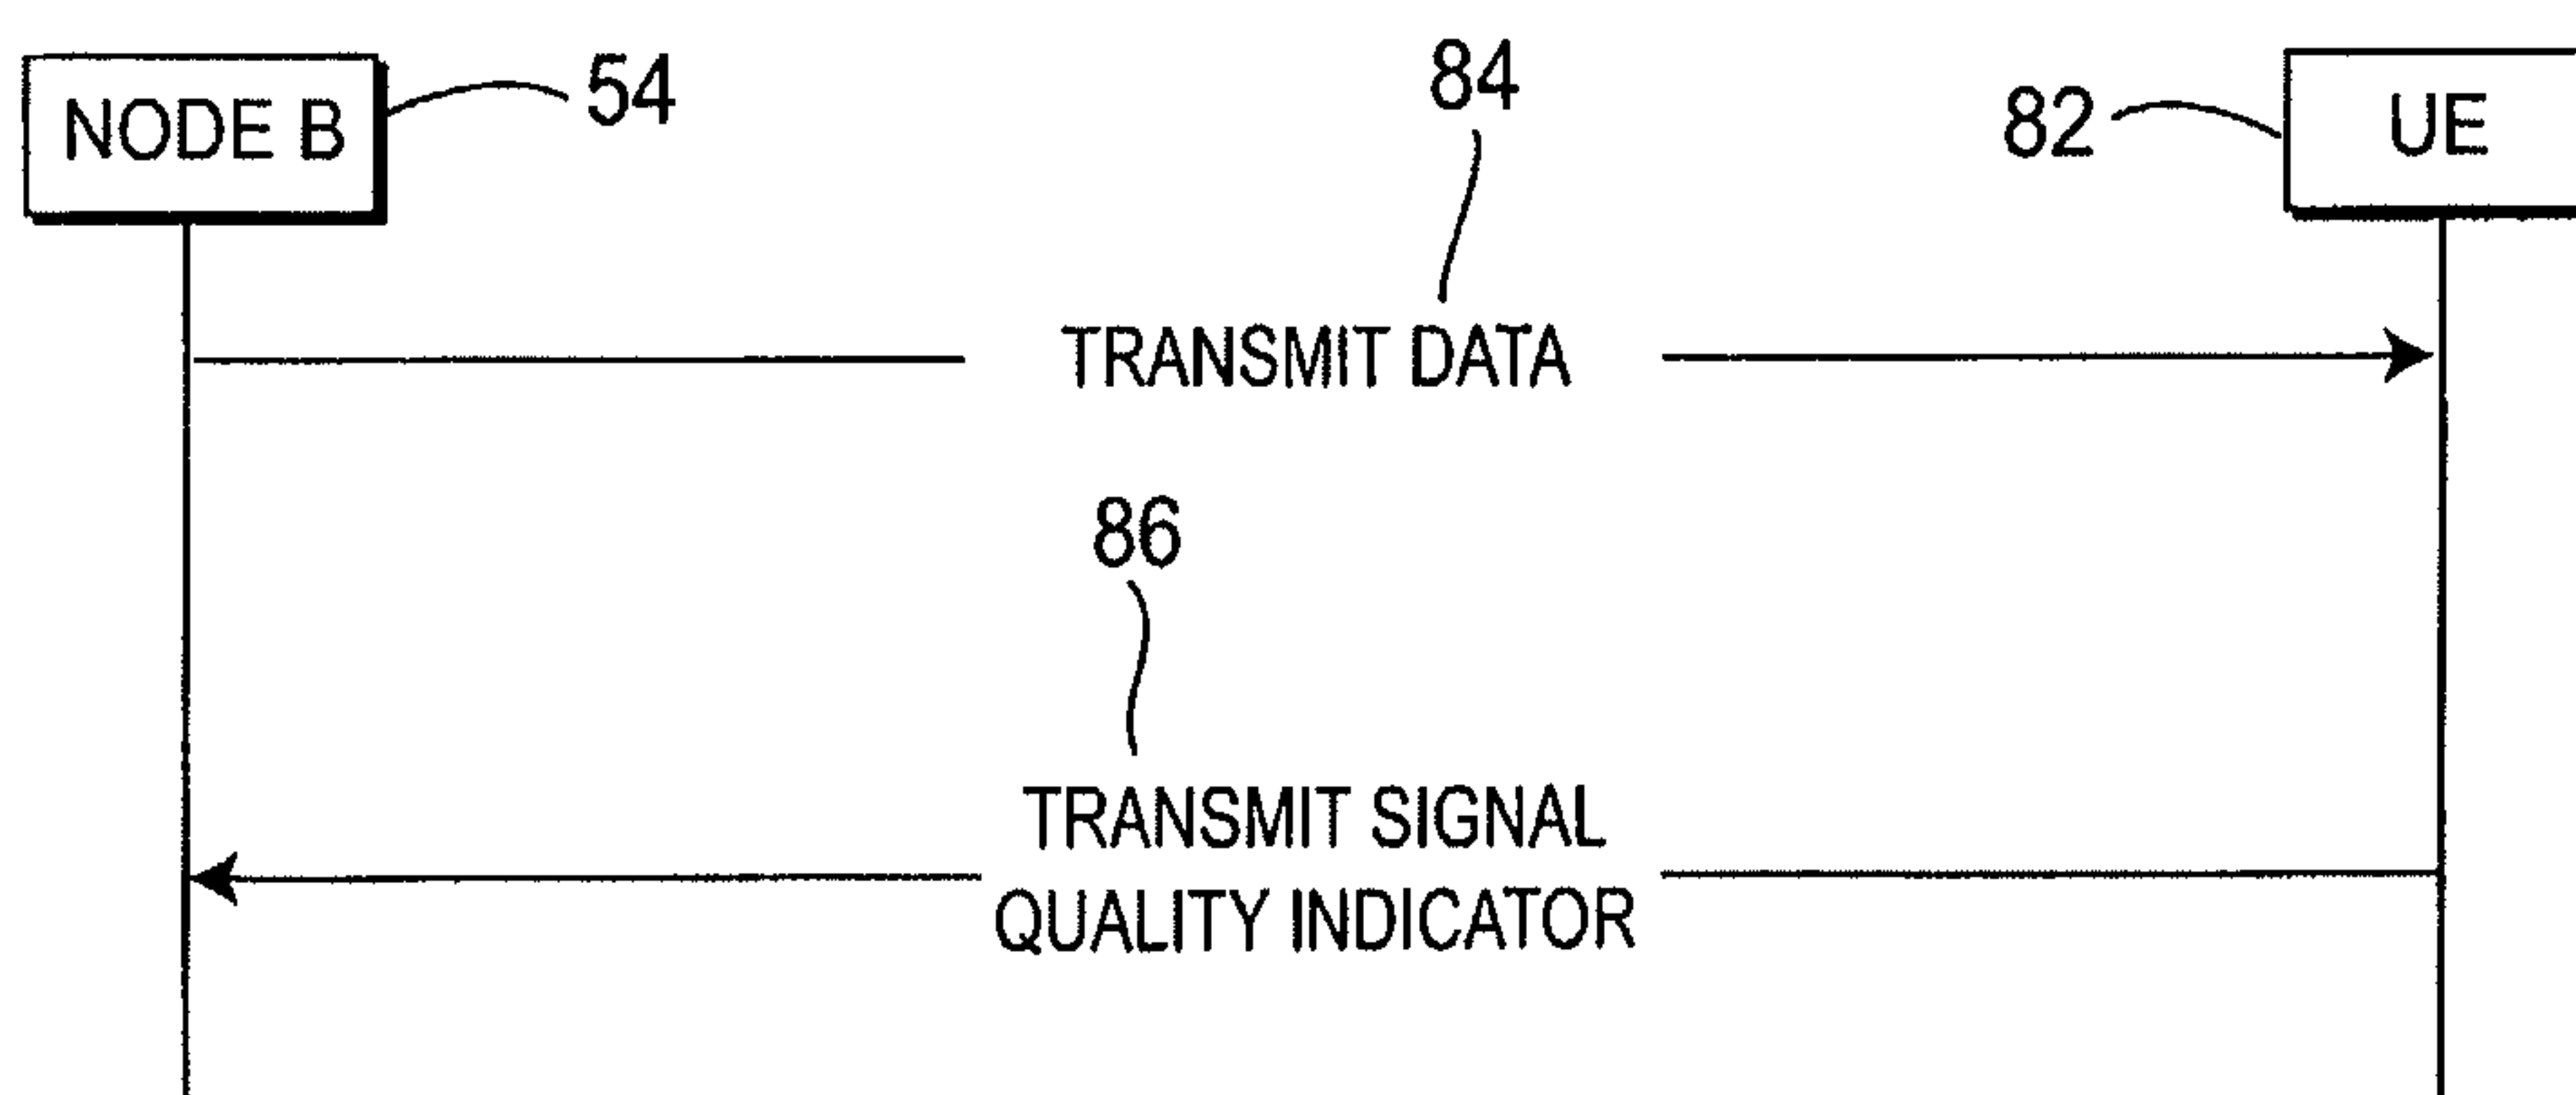 NODE B
54
84
82
UE
TRANSMIT DATA
86
TRANSMIT SIGNAL
QUALITY INDICATOR